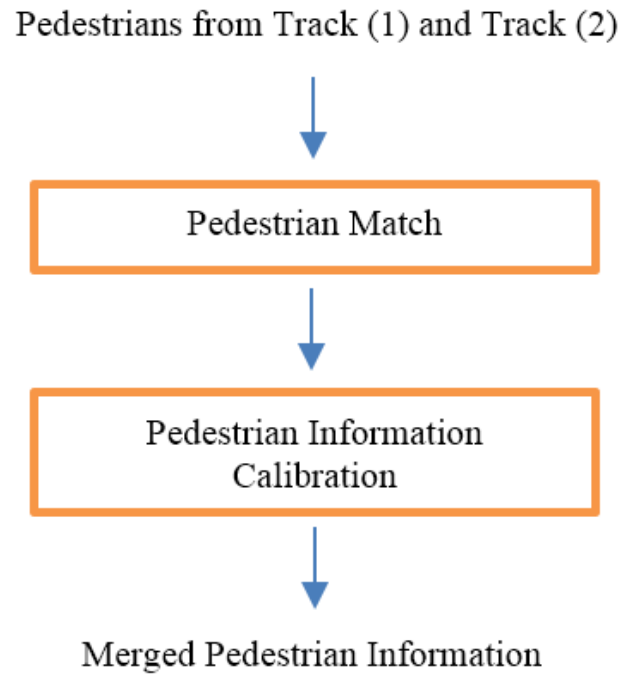 Pedestrians from Track (1) and Track (2)
Pedestrian Match
Pedestrian Information
Calibration
Merged Pedestrian Information